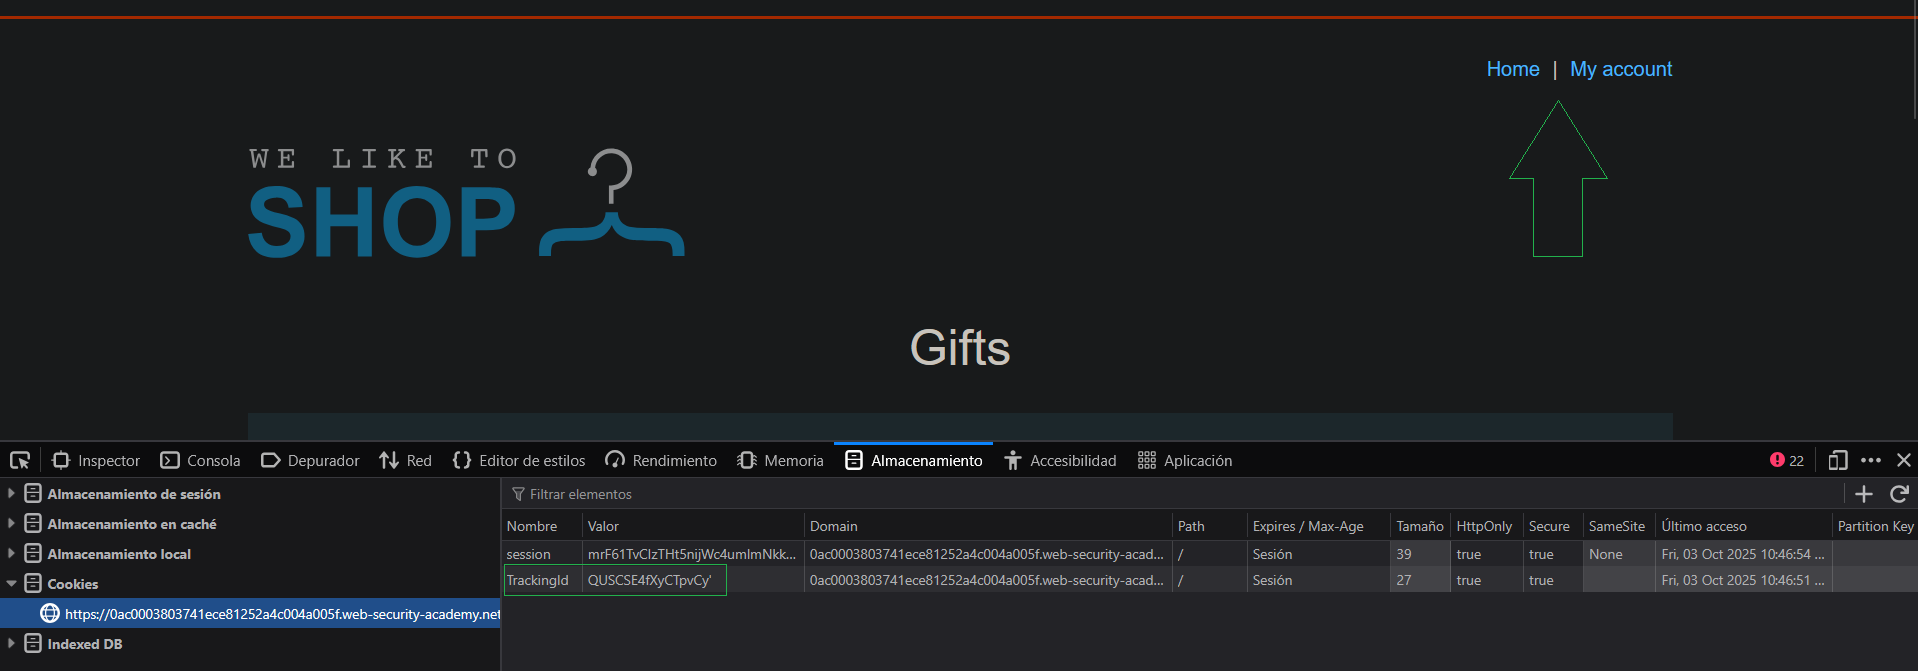 Home | My account
WE LIKE TO
SHOP
Gifts
Inspector Consola Depurador Red Editor de estilos Rendimiento Memoria Almacenamiento Accesibilidad Aplicación 22
Almacenamiento de sesión
Almacenamiento en caché
Almacenamiento local
Cookies
https://0ac0003803741ece81252a4c004a005f.web-security-academy.net
Indexed DB
Filtrar elementos
Nombre Valor Domain Path Expires / Max-Age Tamaño HttpOnly Secure SameSite Último acceso Partition Key
session mrF61TvCIzTHt5nijWc4umlmNkk... 0ac0003803741ece81252a4c004a005f.web-security-acad... / Sesión 39 true true None Fri, 03 Oct 2025 10:46:54 ...
TrackingId QUSCSE4fXyCTpvCy' 0ac0003803741ece81252a4c004a005f.web-security-acad... / Sesión 27 true true Fri, 03 Oct 2025 10:46:51 ...